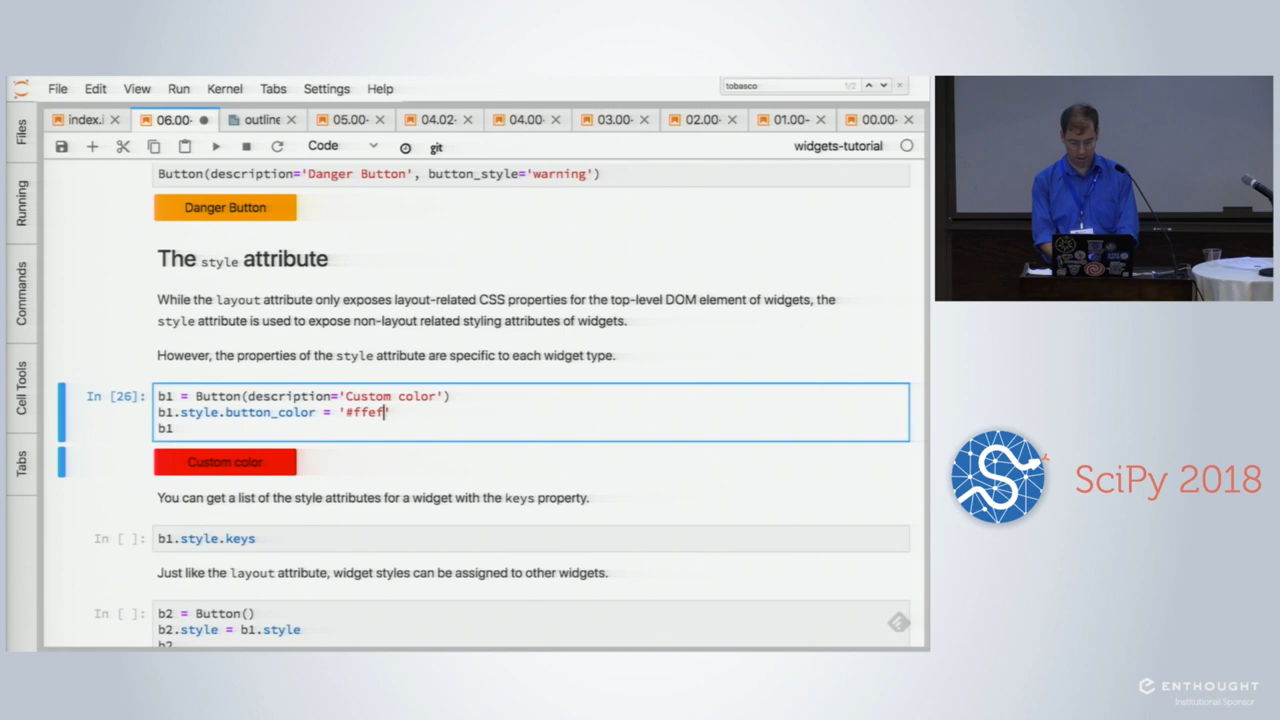 File Edit View Run Kernel Tabs Settings Help
tobasco 1/2
index.i 06.00- outline 05.00- 04.02- 04.00- 03.00- 02.00- 01.00- 00.00-
Code git widgets-tutorial
Files
Running
Commands
Cell Tools
Tabs
Button(description='Danger Button', button_style='warning')
Danger Button
The style attribute
While the layout attribute only exposes layout-related CSS properties for the top-level DOM element of widgets, the
style attribute is used to expose non-layout related styling attributes of widgets.
However, the properties of the style attribute are specific to each widget type.
In [26]: b1 = Button(description='Custom color')
b1.style.button_color = '#ffef'
b1
Custom color
You can get a list of the style attributes for a widget with the keys property.
In [ ]: b1.style.keys
Just like the layout attribute, widget styles can be assigned to other widgets.
In [ ]: b2 = Button()
b2.style = b1.style
b2
SciPy 2018
ENTHOUGHT
Institutional Sponsor